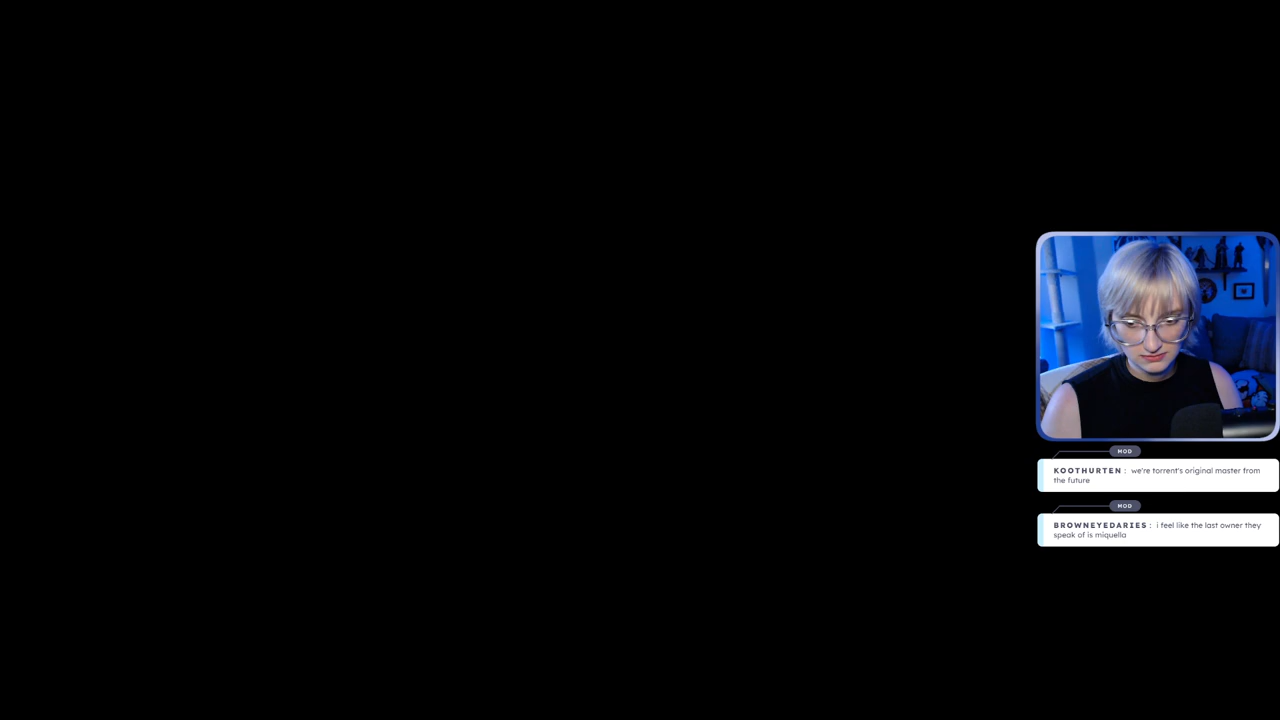 MOD
KOOTHURTEN : we're torrent's original master from
the future
MOD
BROWNEYEDARIES : i feel like the last owner they
speak of is miquella